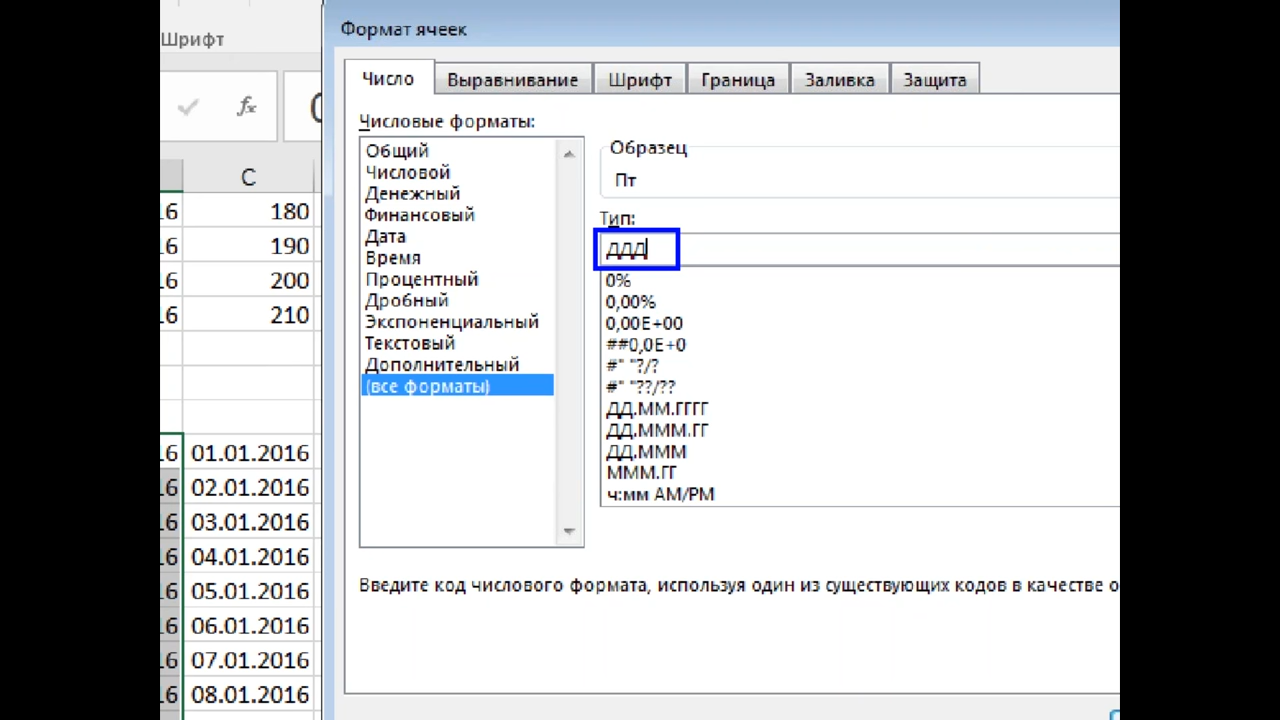 Шрифт
fx
C
16 180
16 190
16 200
16 210
16 01.01.2016
16 02.01.2016
16 03.01.2016
16 04.01.2016
16 05.01.2016
16 06.01.2016
16 07.01.2016
16 08.01.2016
Формат ячеек
Число Выравнивание Шрифт Граница Заливка Защита
Числовые форматы:
Общий
Числовой
Денежный
Финансовый
Дата
Время
Процентный
Дробный
Экспоненциальный
Текстовый
Дополнительный
(все форматы)
Образец
Пт
Тип:
ДДД
0%
0,00%
0,00E+00
##0,0E+0
#" "?/?
#" "??/??
ДД.ММ.ГГГГ
ДД.МММ.ГГ
ДД.МММ
МММ.ГГ
ч:мм AM/PM
Введите код числового формата, используя один из существующих кодов в качестве о